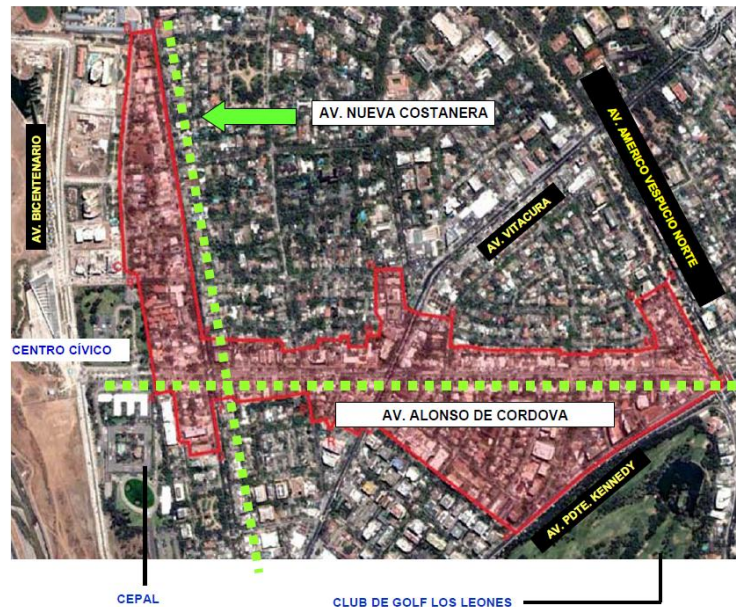 AV. NUEVA COSTANERA
AV. AMERICO VESPUCIO NORTE
AV. BICENTENARIO
AV. VITACURA
CENTRO CÍVICO
AV. ALONSO DE CORDOVA
AV. PDTE. KENNEDY
CEPAL
CLUB DE GOLF LOS LEONES